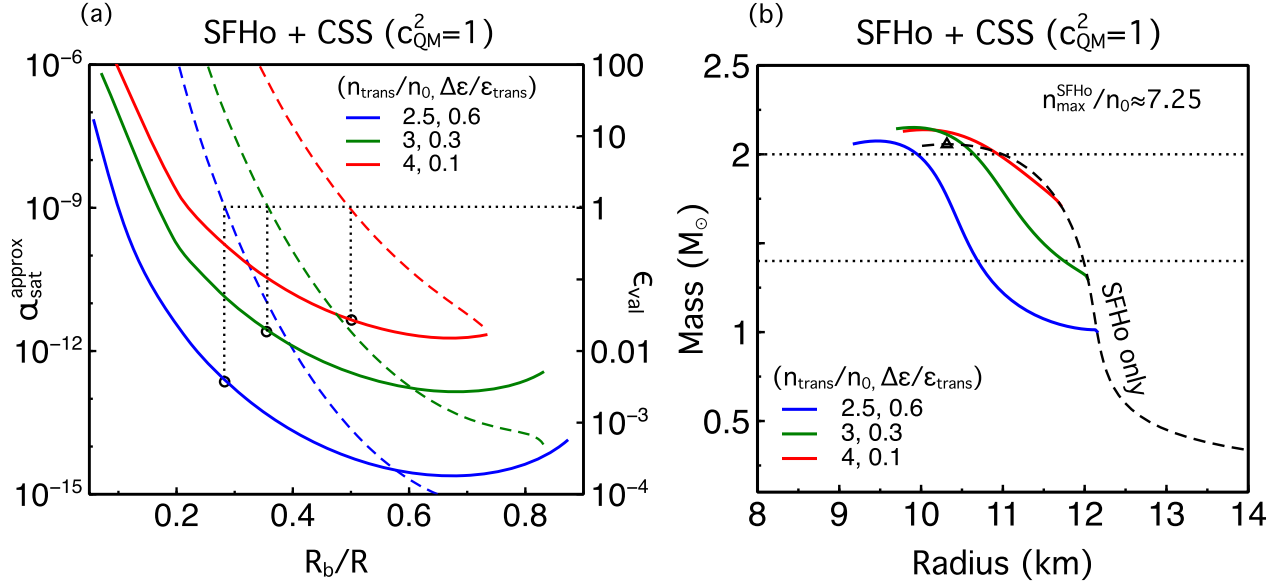 (a)
SFHo + CSS (c²QM=1)
10⁻⁶
10⁻⁹
10⁻¹²
10⁻¹⁵
α sat approx
100
10
1
0.01
10⁻³
10⁻⁴
ϵval
(ntrans/n0, Δε/εtrans)
2.5, 0.6
3, 0.3
4, 0.1
0.2
0.4
0.6
0.8
Rb/R
(b)
SFHo + CSS (c²QM=1)
2.5
2
1
0.5
Mass (M⊙)
n max SFHo/n0≈7.25
SFHo only
(ntrans/n0, Δε/εtrans)
2.5, 0.6
3, 0.3
4, 0.1
8
9
10
11
12
13
14
Radius (km)